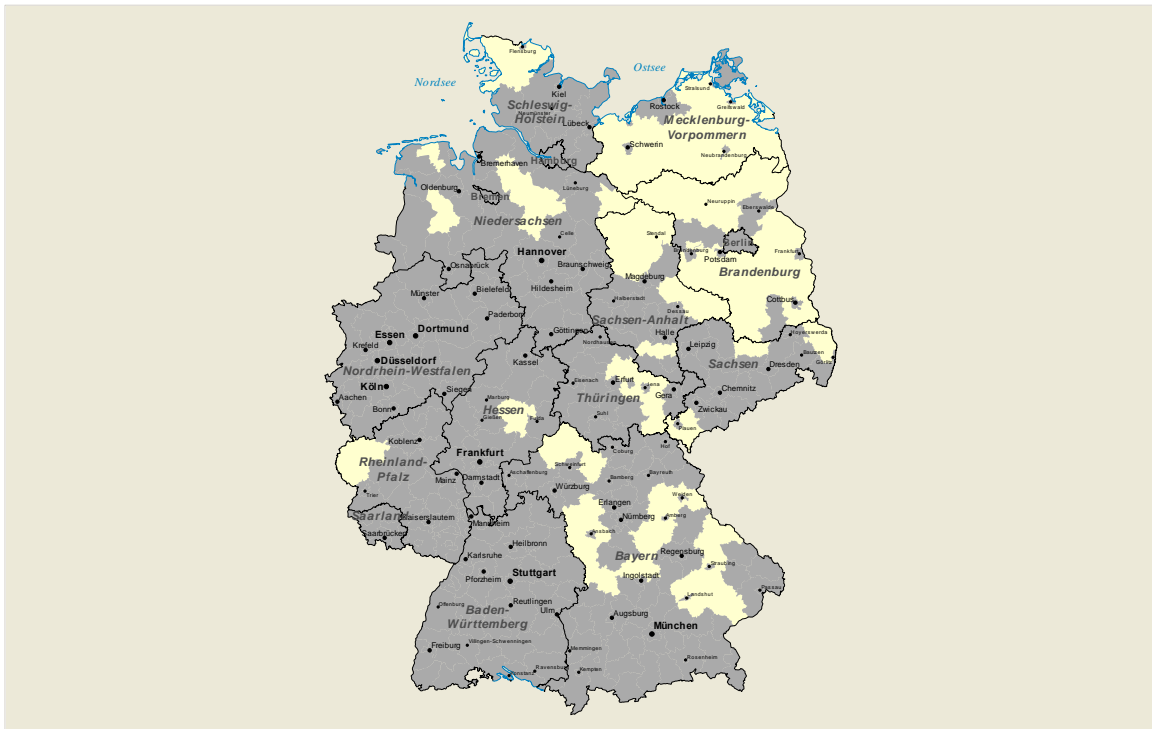 Flensburg
Nordsee
Ostsee
Stralsund
Kiel
Schleswig-
Holstein
Neumünster
Rostock
Greifswald
Mecklenburg-
Vorpommern
Lübeck
Schwerin
Neubrandenburg
Bremerhaven
Hamburg
Oldenburg
Lüneburg
Bremen
Neuruppin
Eberswalde
Niedersachsen
Celle
Stendal
Berlin
Hannover
Brandenburg
Potsdam
Frankfurt
Osnabrück
Braunschweig
Brandenburg
Magdeburg
Hildesheim
Bielefeld
Münster
Halberstadt
Cottbus
Dessau
Paderborn
Sachsen-Anhalt
Essen
Dortmund
Göttingen
Nordhausen
Halle
Hoyerswerda
Krefeld
Leipzig
Düsseldorf
Kassel
Bautzen
Görlitz
Nordrhein-Westfalen
Sachsen
Dresden
Köln
Eisenach
Erfurt
Jena
Siegen
Gera
Chemnitz
Aachen
Marburg
Thüringen
Bonn
Hessen
Zwickau
Gießen
Fulda
Suhl
Plauen
Koblenz
Hof
Coburg
Frankfurt
Rheinland-
Pfalz
Schweinfurt
Aschaffenburg
Bayreuth
Mainz
Darmstadt
Bamberg
Trier
Würzburg
Weiden
Erlangen
Saarland
Kaiserslautern
Mannheim
Nürnberg
Amberg
Saarbrücken
Ansbach
Heilbronn
Bayern
Regensburg
Karlsruhe
Straubing
Pforzheim
Stuttgart
Ingolstadt
Passau
Landshut
Offenburg
Reutlingen
Baden-
Württemberg
Ulm
Augsburg
München
Villingen-Schwenningen
Freiburg
Memmingen
Rosenheim
Ravensburg
Kempten
Konstanz